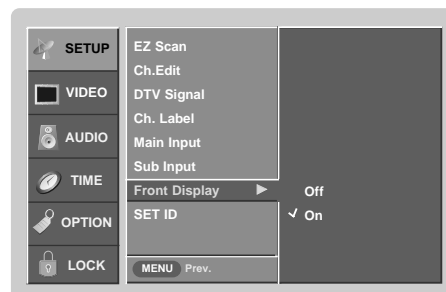 SETUP
VIDEO
AUDIO
TIME
OPTION
LOCK
EZ Scan
Ch.Edit
DTV Signal
Ch. Label
Main Input
Sub Input
Front Display
SET ID
MENU Prev.
Off
On